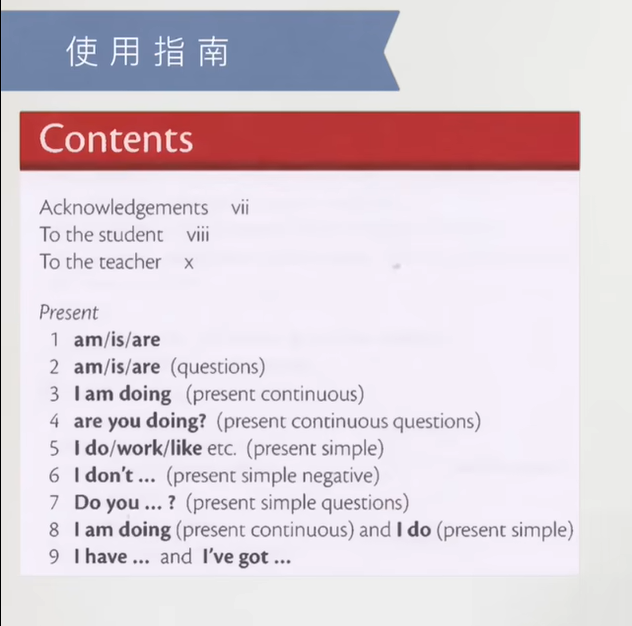 使用指南
Contents
Acknowledgements vii
To the student viii
To the teacher x
Present
1 am/is/are
2 am/is/are (questions)
3 I am doing (present continuous)
4 are you doing? (present continuous questions)
5 I do/work/like etc. (present simple)
6 I don't ... (present simple negative)
7 Do you ... ? (present simple questions)
8 I am doing (present continuous) and I do (present simple)
9 I have ... and I've got ...